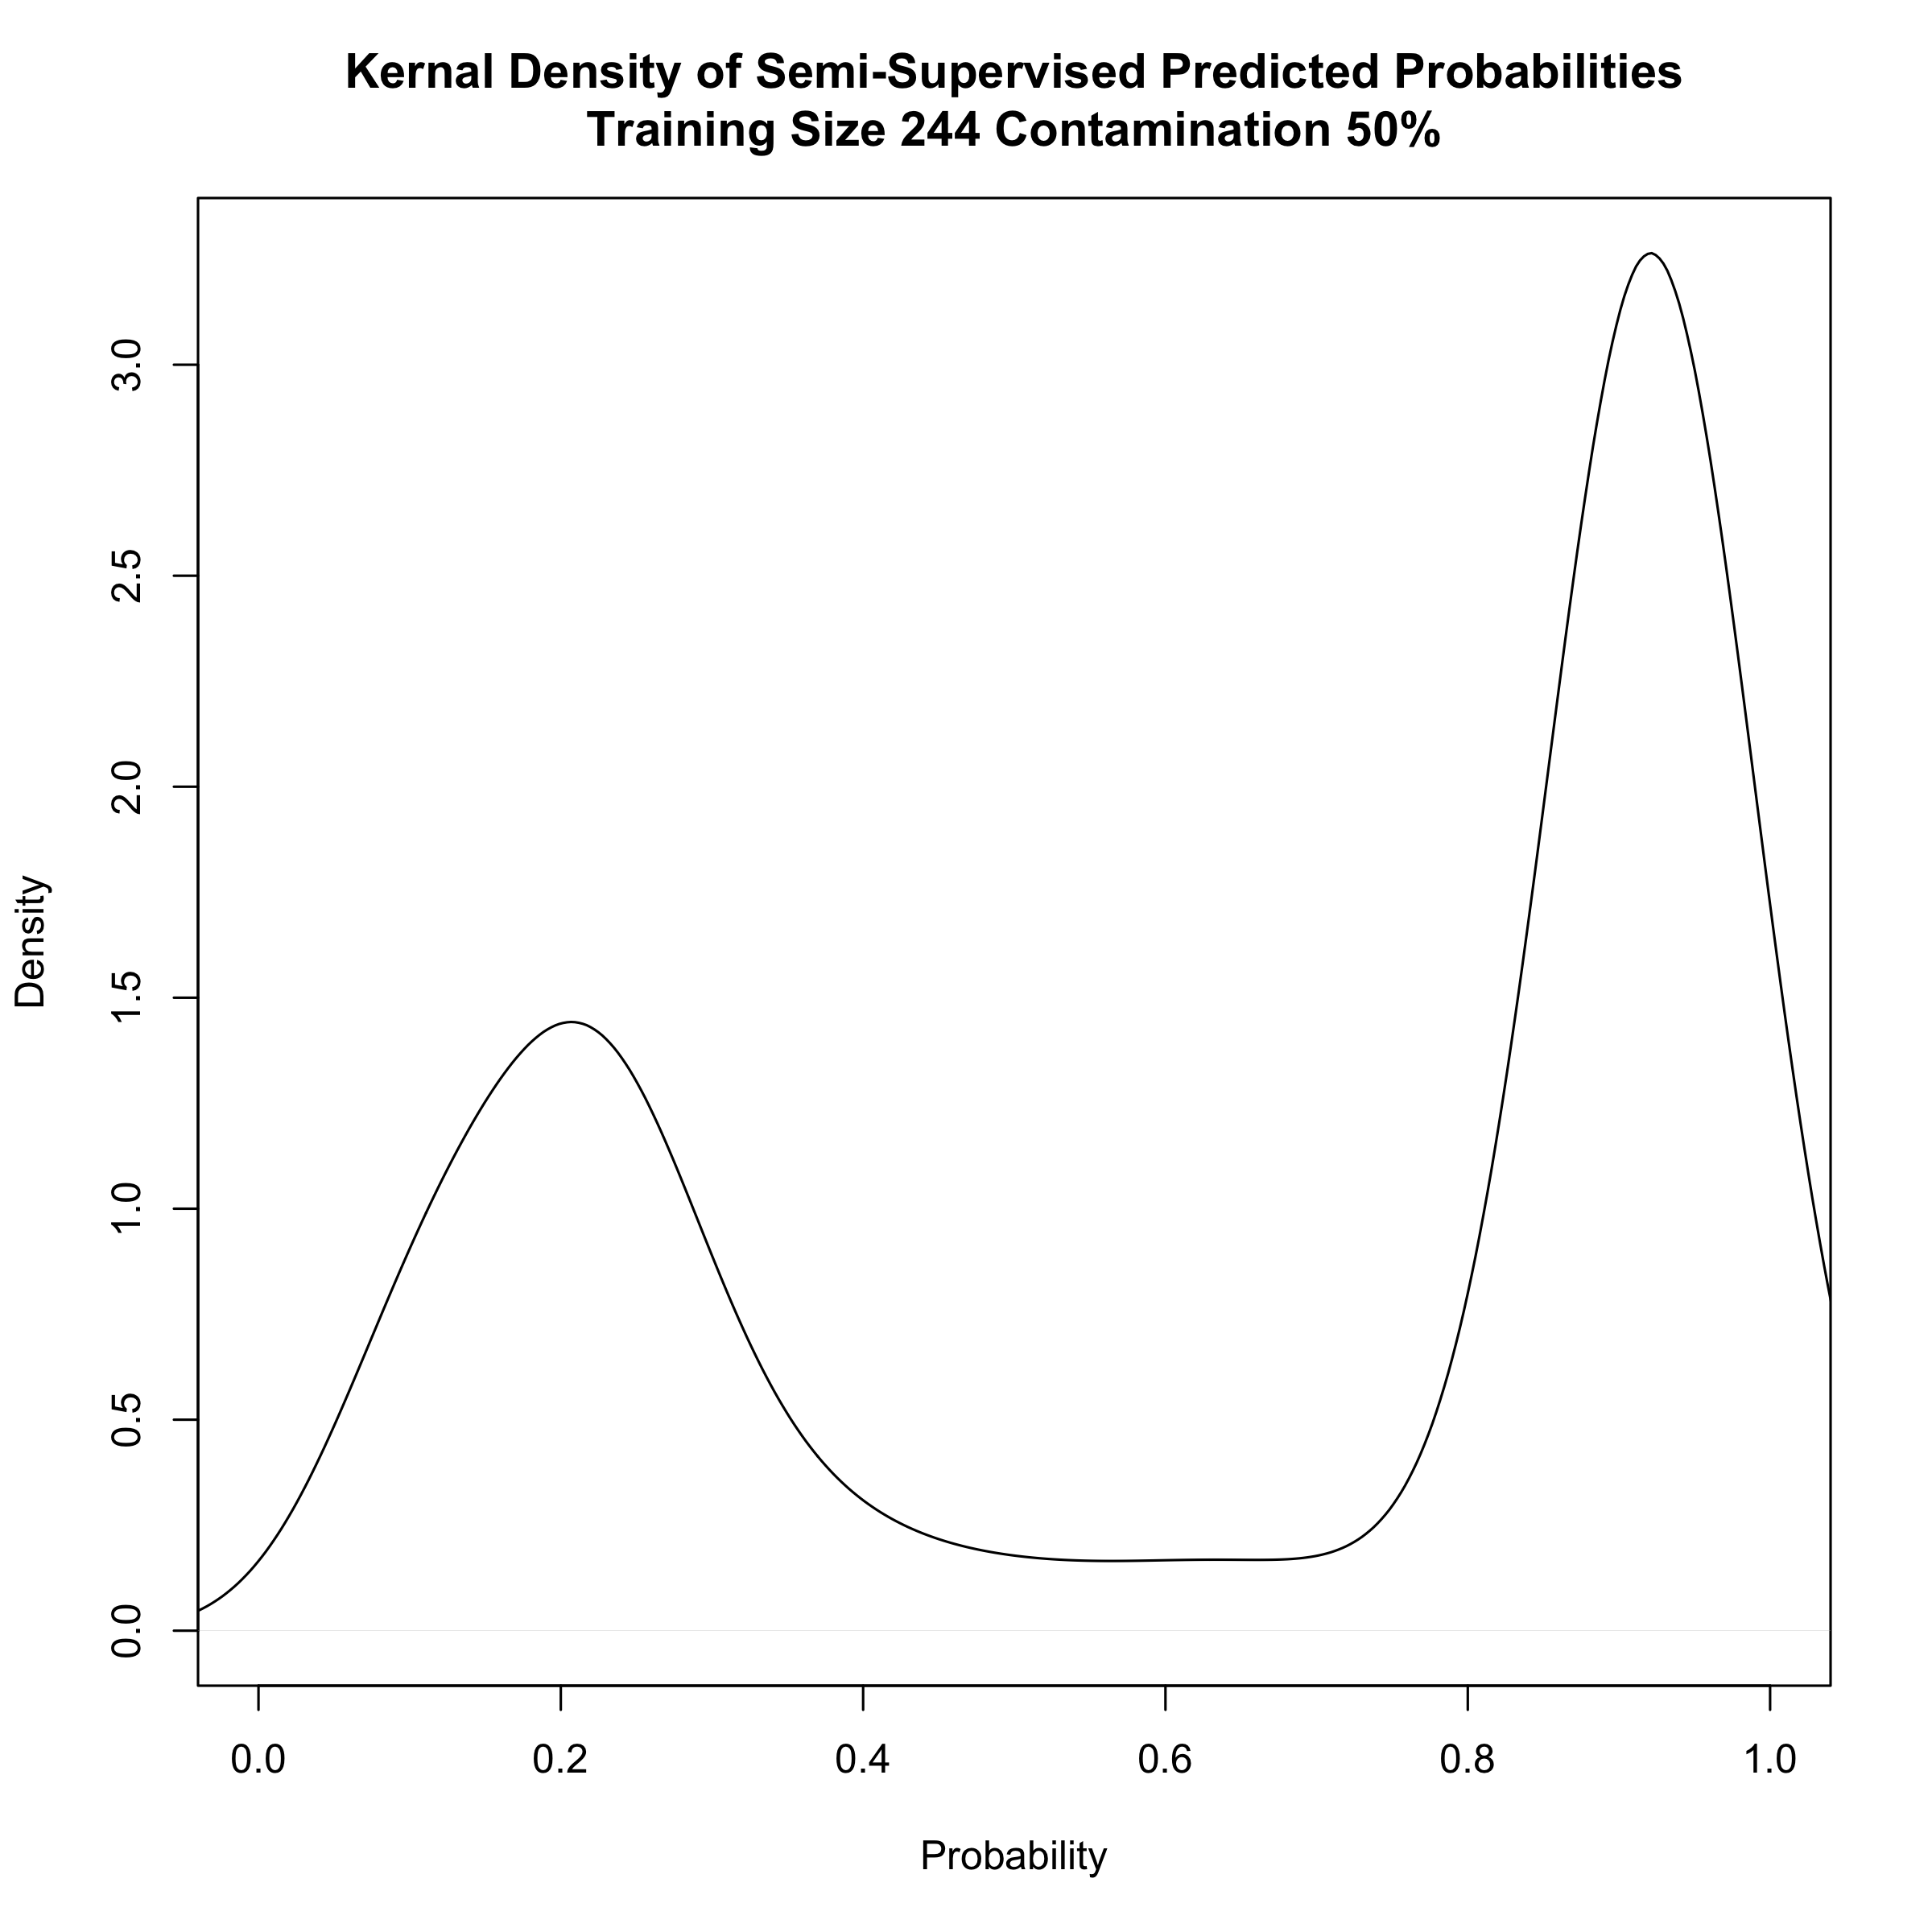 Kernal Density of Semi-Supervised Predicted Probabilities
Training Size 244 Contamination 50%
Density
3.0
2.5
2.0
1.5
1.0
0.5
0.0
0.0 0.2 0.4 0.6 0.8 1.0
Probability